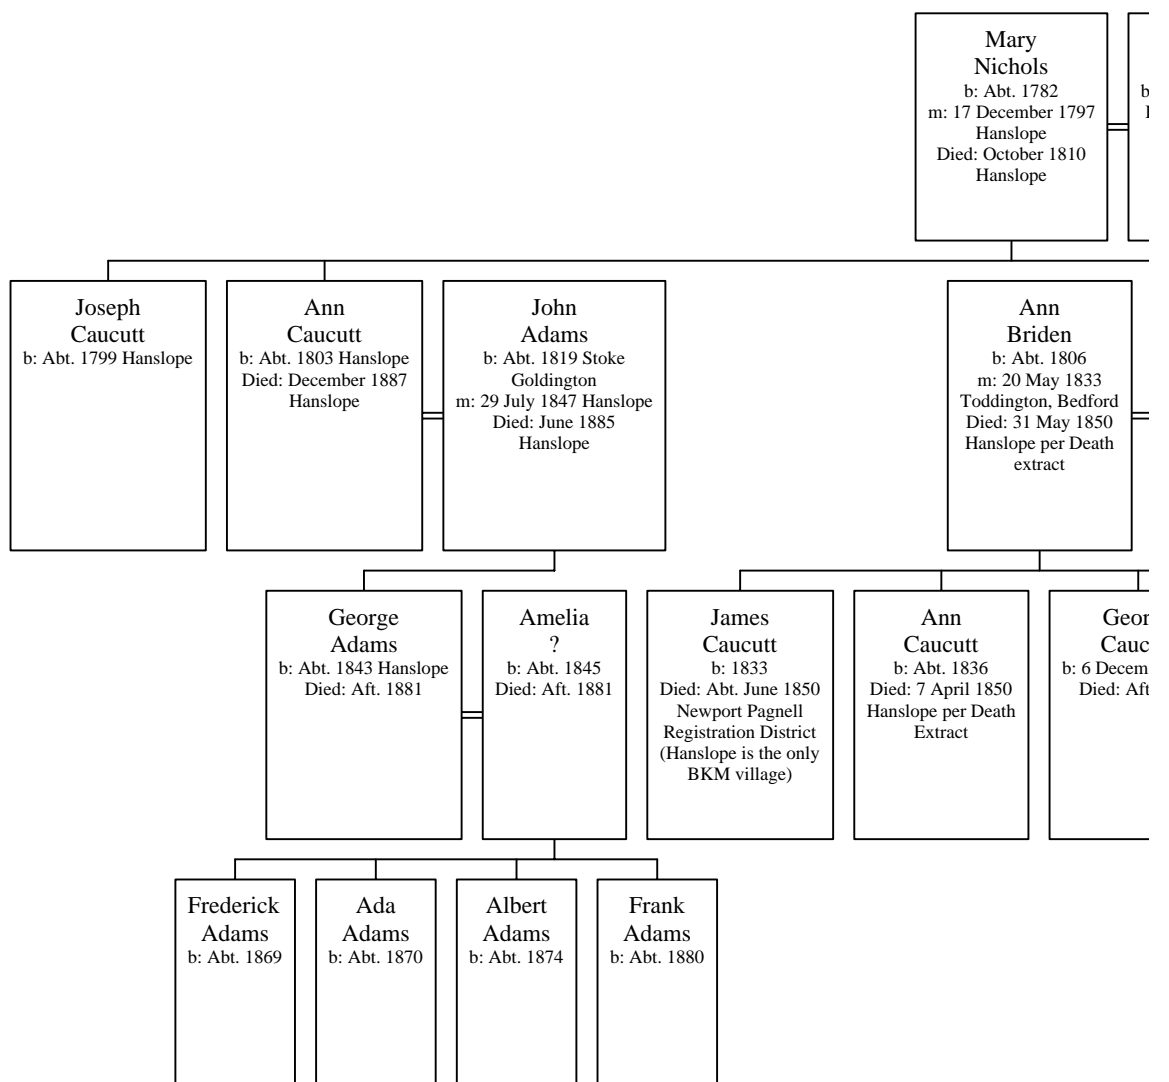 Mary
Nichols
b: Abt. 1782
m: 17 December 1797
Hanslope
Died: October 1810
Hanslope
b
Joseph
Caucutt
b: Abt. 1799 Hanslope
Ann
Caucutt
b: Abt. 1803 Hanslope
Died: December 1887
Hanslope
John
Adams
b: Abt. 1819 Stoke
Goldington
m: 29 July 1847 Hanslope
Died: June 1885
Hanslope
Ann
Briden
b: Abt. 1806
m: 20 May 1833
Toddington, Bedford
Died: 31 May 1850
Hanslope per Death
extract
George
Adams
b: Abt. 1843 Hanslope
Died: Aft. 1881
Amelia
?
b: Abt. 1845
Died: Aft. 1881
James
Caucutt
b: 1833
Died: Abt. June 1850
Newport Pagnell
Registration District
(Hanslope is the only
BKM village)
Ann
Caucutt
b: Abt. 1836
Died: 7 April 1850
Hanslope per Death
Extract
Geor
Cauc
b: 6 Decem
Died: Aft
Frederick
Adams
b: Abt. 1869
Ada
Adams
b: Abt. 1870
Albert
Adams
b: Abt. 1874
Frank
Adams
b: Abt. 1880